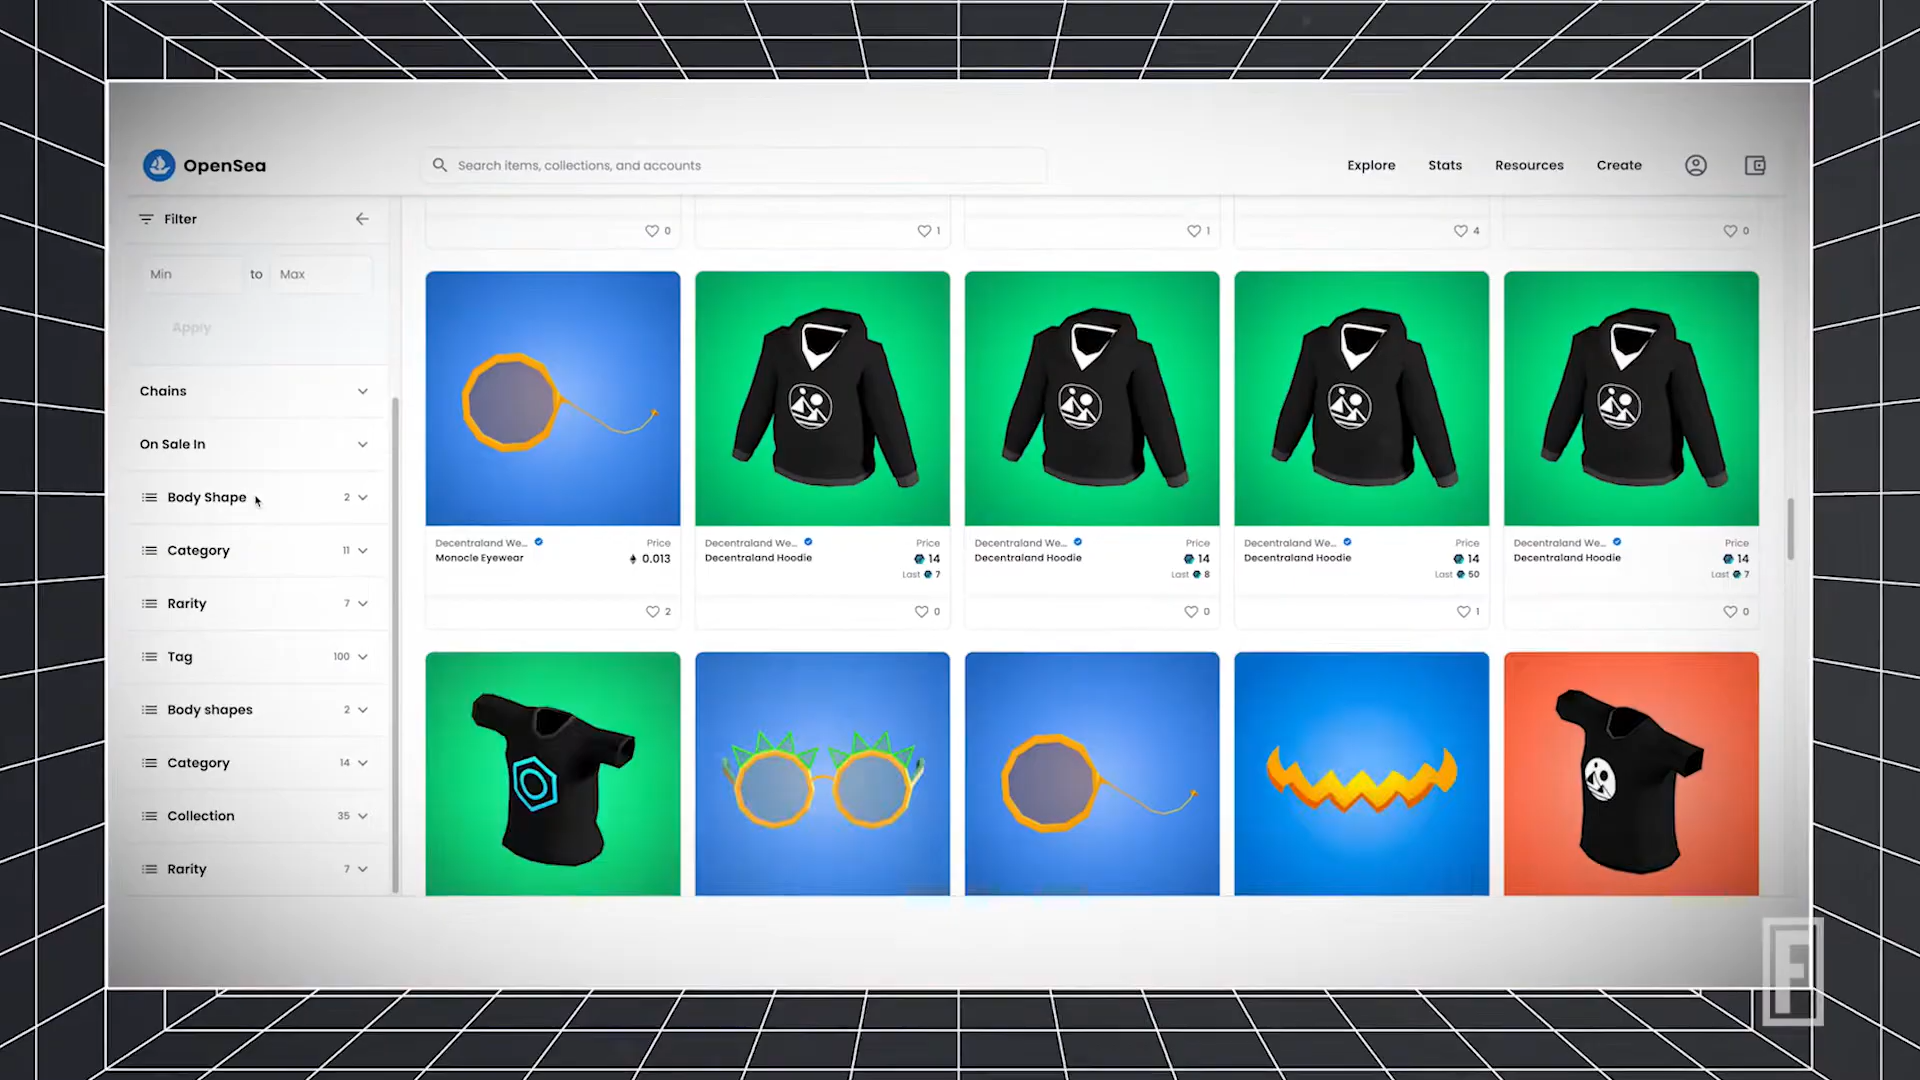 OpenSea
Search items, collections, and accounts
Explore
Stats
Resources
Create
Filter
0
1
1
4
0
Min
to
Max
Apply
Chains
On Sale In
Body Shape 2
Category 11
Rarity 7
Tag 100
Body shapes 2
Category 14
Collection 35
Rarity 7
Decentraland We... Price
Monocle Eyewear 0.013
2
Decentraland We... Price
Decentraland Hoodie 14
Last 7
0
Decentraland We... Price
Decentraland Hoodie 14
Last 8
0
Decentraland We... Price
Decentraland Hoodie 14
Last 50
1
Decentraland We... Price
Decentraland Hoodie 14
Last 7
0
F